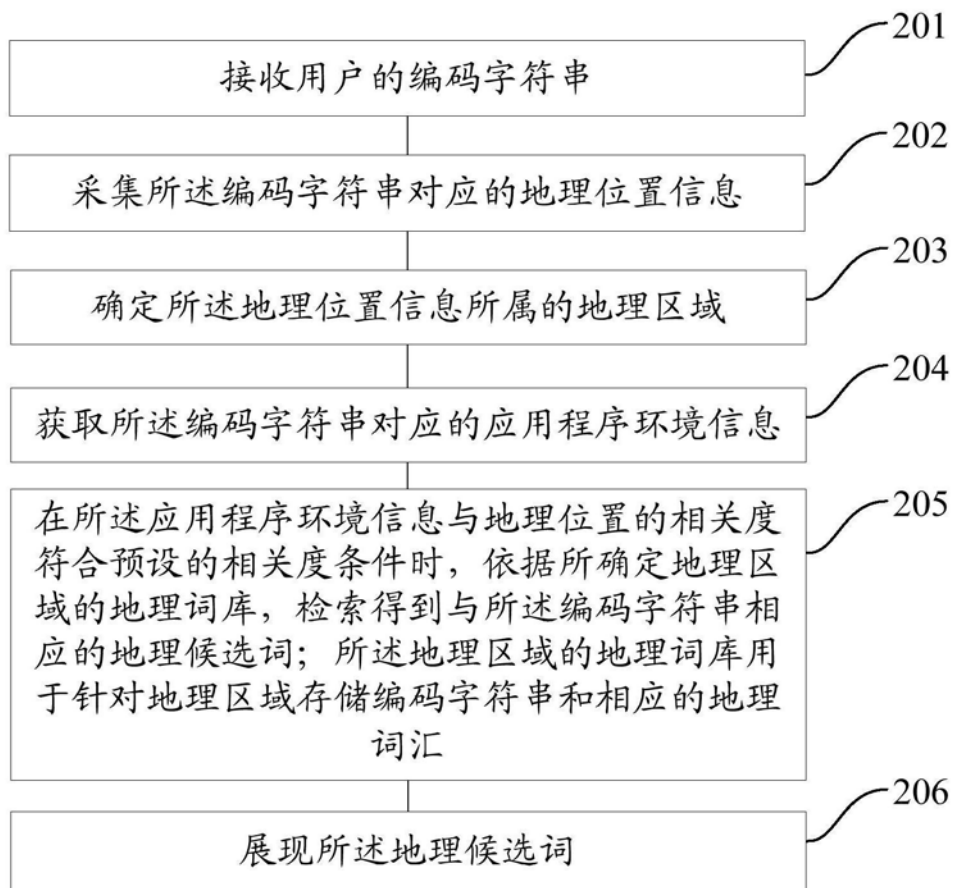 201
接收用户的编码字符串
202
采集所述编码字符串对应的地理位置信息
203
确定所述地理位置信息所属的地理区域
204
获取所述编码字符串对应的应用程序环境信息
205
在所述应用程序环境信息与地理位置的相关度
符合预设的相关度条件时，依据所确定地理区
域的地理词库，检索得到与所述编码字符串相
应的地理候选词；所述地理区域的地理词库用
于针对地理区域存储编码字符串和相应的地理
词汇
206
展现所述地理候选词